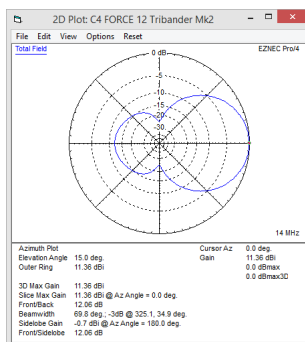 2D Plot: C4 FORCE 12 Tribander Mk2
File Edit View Options Reset
Total Field
EZNEC Pro/4
0 dB
-5
-10
-15
-20
-30
14 MHz
Azimuth Plot Cursor Az 0.0 deg.
Elevation Angle 15.0 deg. Gain 11.36 dBi
Outer Ring 11.36 dBi 0.0 dBmax
0.0 dBmax3D
3D Max Gain 11.36 dBi
Slice Max Gain 11.36 dBi @ Az Angle = 0.0 deg.
Front/Back 12.06 dB
Beamwidth 69.8 deg.; -3dB @ 325.1, 34.9 deg.
Sidelobe Gain -0.7 dBi @ Az Angle = 180.0 deg.
Front/Sidelobe 12.06 dB